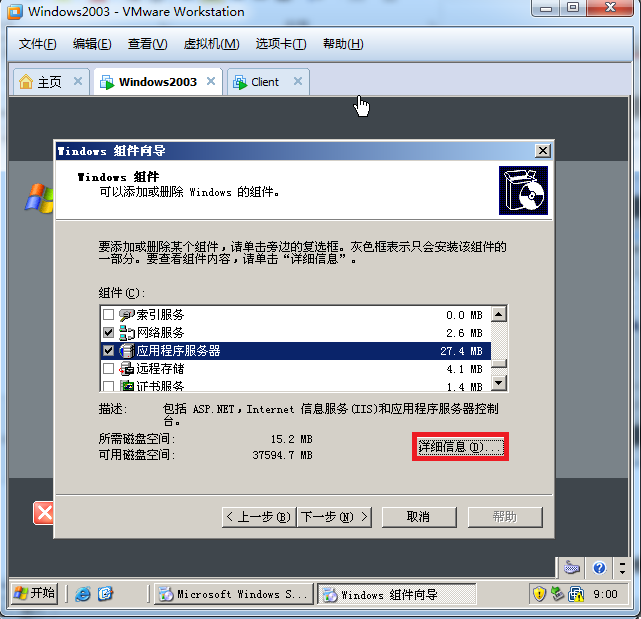 Windows2003 - VMware Workstation
文件(F) 编辑(E) 查看(V) 虚拟机(M) 选项卡(T) 帮助(H)
主页 Windows2003 Client
Windows 组件向导
Windows 组件
可以添加或删除 Windows 的组件。
要添加或删除某个组件，请单击旁边的复选框。灰色框表示只会安装该组件的
一部分。要查看组件内容，请单击“详细信息”。
组件(C):
索引服务 0.0 MB
网络服务 2.6 MB
应用程序服务器 27.4 MB
远程存储 4.1 MB
证书服务 1.4 MB
描述: 包括 ASP.NET，Internet 信息服务(IIS)和应用程序服务器控制
台。
所需磁盘空间: 15.2 MB
可用磁盘空间: 37594.7 MB
详细信息(D)...
< 上一步(B) 下一步(N) > 取消 帮助
开始 Microsoft Windows S... Windows 组件向导 9:00